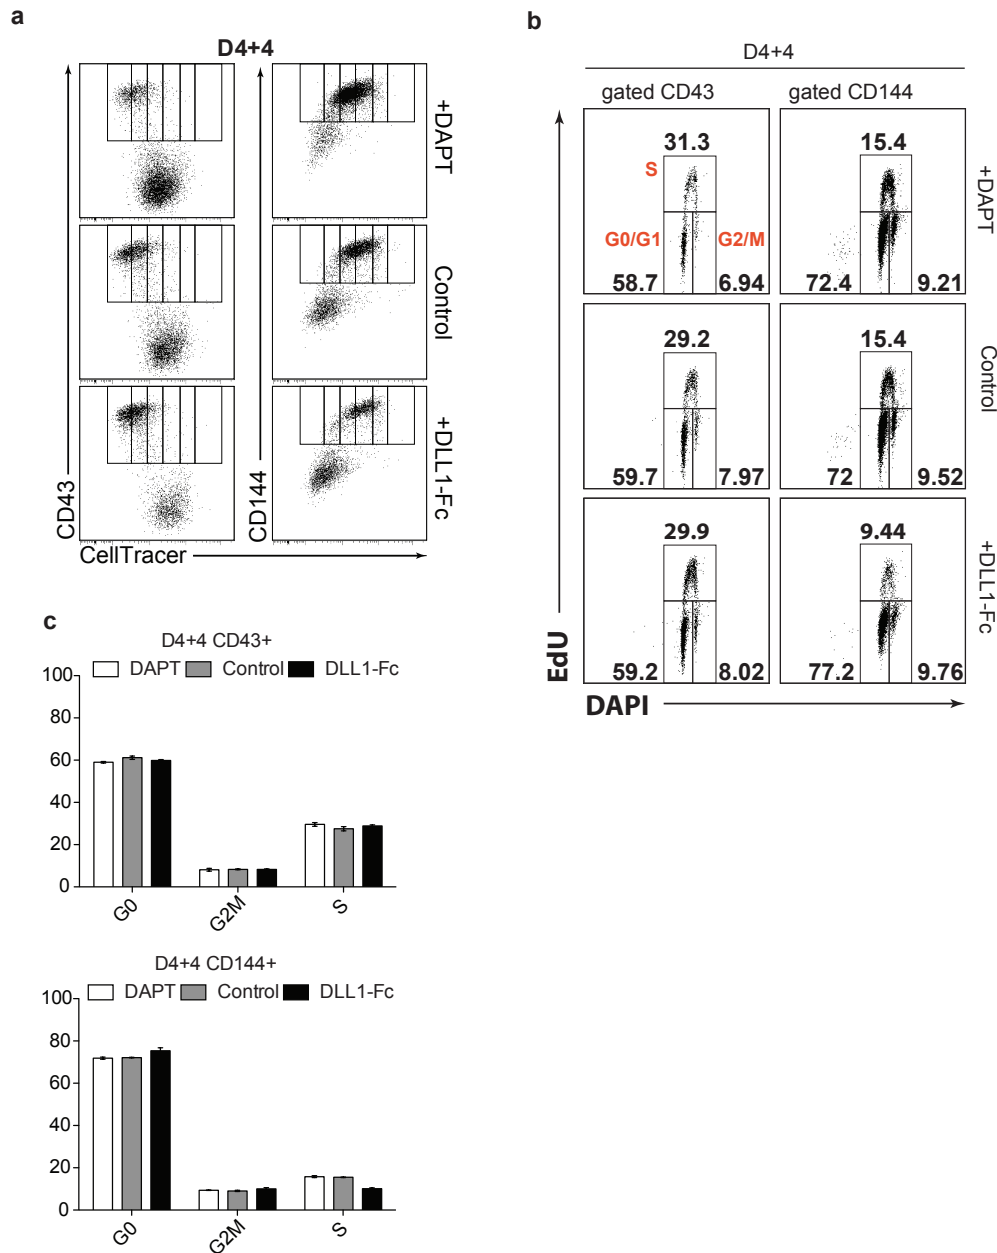 a
D4+4
+DAPT
Control
+DLL1-Fc
CD43
CD144
CellTracer
b
D4+4
gated CD43
gated CD144
31.3
S
G0/G1
G2/M
58.7
6.94
15.4
72.4
9.21
+DAPT
29.2
59.7
7.97
15.4
72
9.52
Control
29.9
59.2
8.02
9.44
77.2
9.76
+DLL1-Fc
EdU
DAPI
c
D4+4 CD43+
DAPT Control DLL1-Fc
100
80
60
40
20
0
G0
G2M
S
D4+4 CD144+
DAPT Control DLL1-Fc
100
80
60
40
20
0
G0
G2M
S